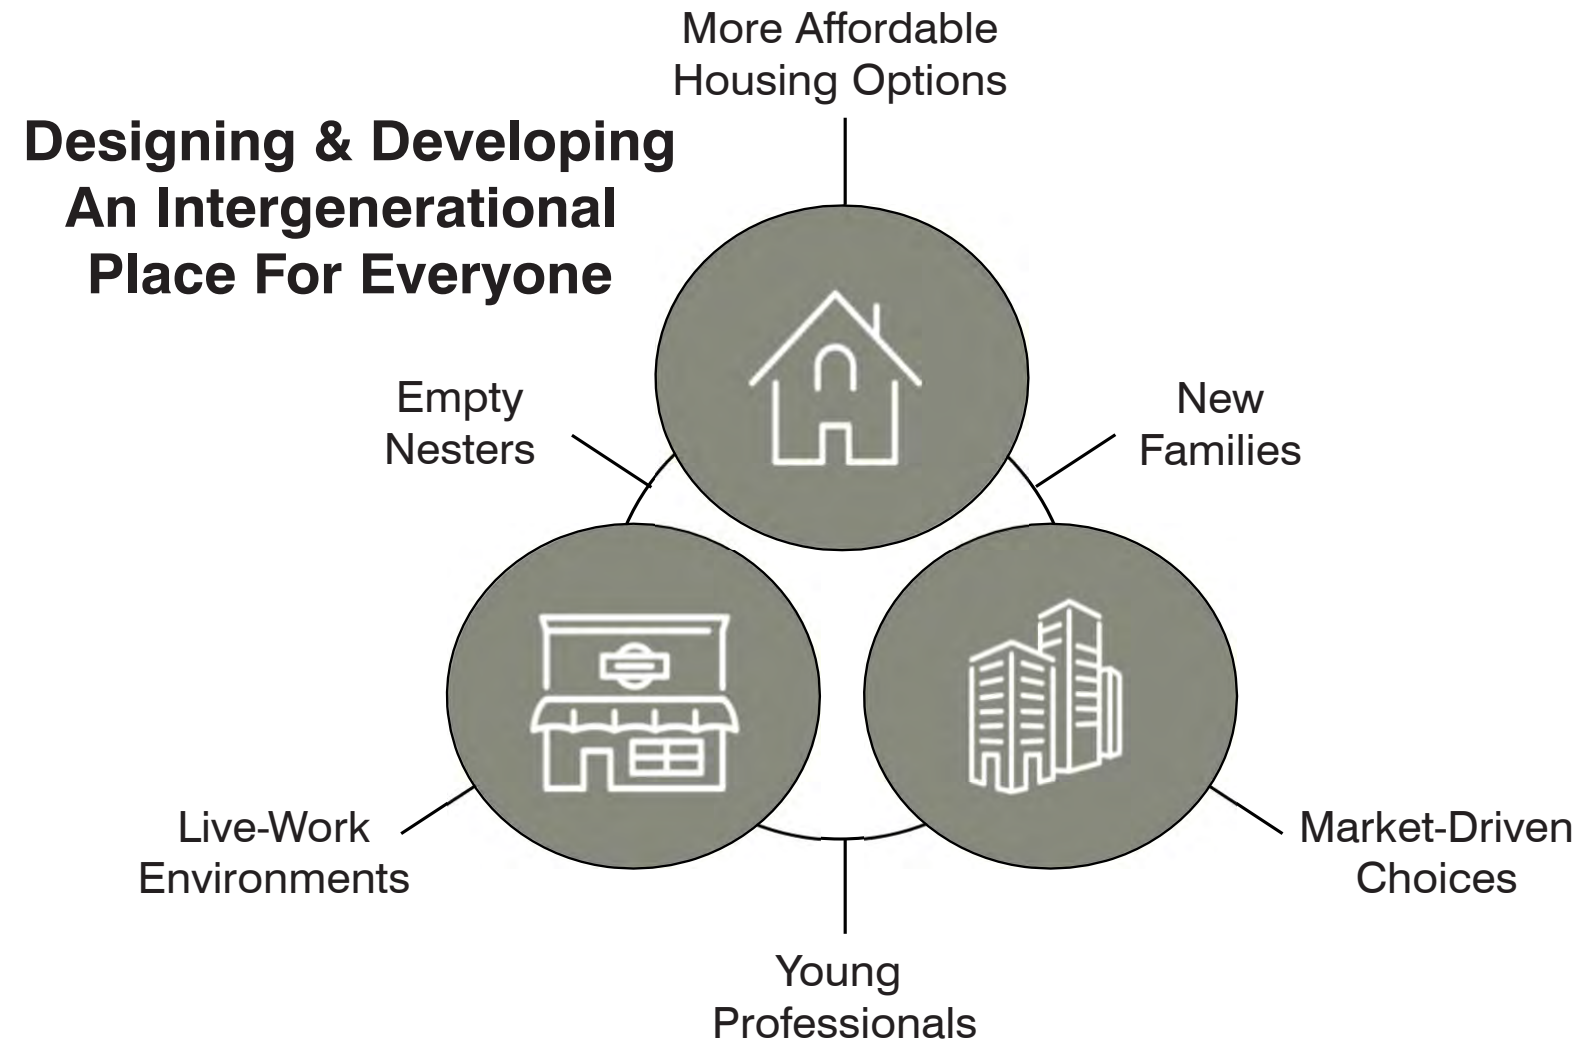 More Affordable
Housing Options
Designing & Developing
An Intergenerational
Place For Everyone
Empty
Nesters
New
Families
Live-Work
Environments
Market-Driven
Choices
Young
Professionals